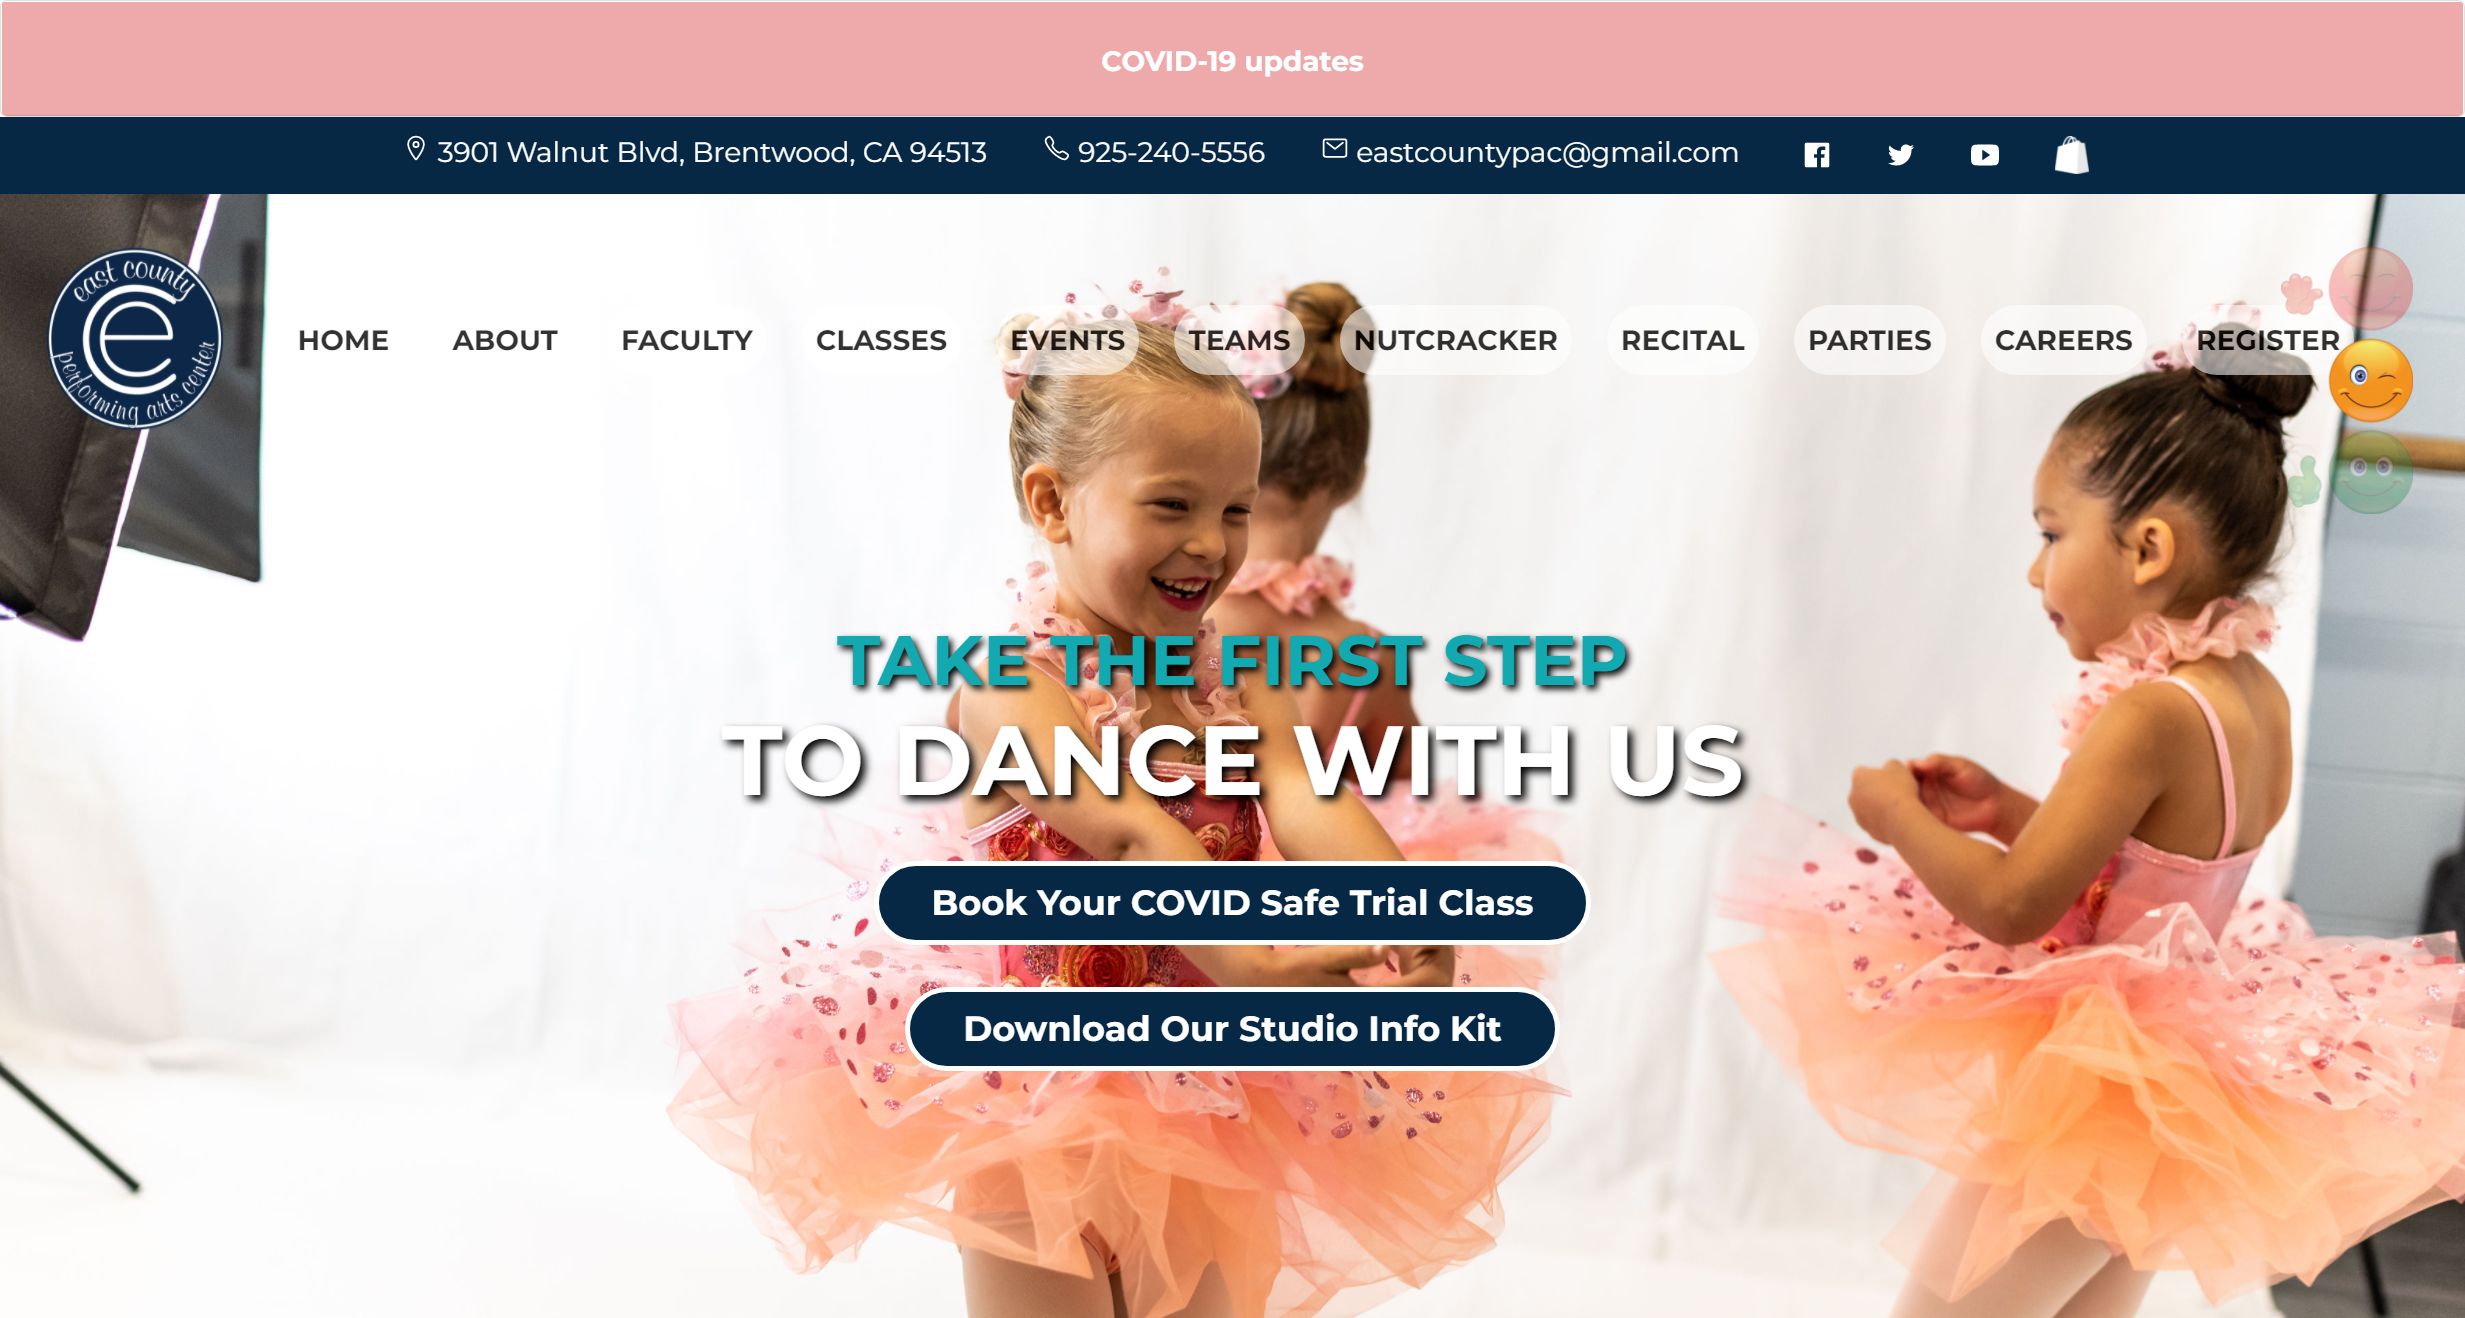 COVID-19 updates
3901 Walnut Blvd, Brentwood, CA 94513 925-240-5556 eastcountypac@gmail.com
east county
e
performing arts center
HOME ABOUT FACULTY CLASSES EVENTS TEAMS NUTCRACKER RECITAL PARTIES CAREERS REGISTER
TAKE THE FIRST STEP
TO DANCE WITH US
Book Your COVID Safe Trial Class
Download Our Studio Info Kit